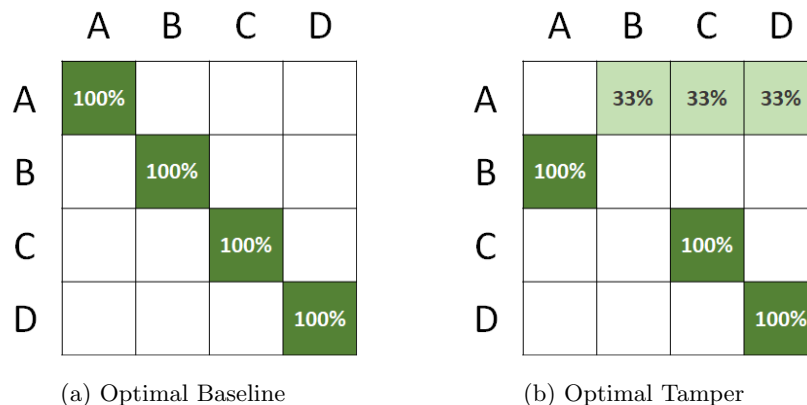 A B C D
A 100%
B 100%
C 100%
D 100%
(a) Optimal Baseline
A B C D
A 33% 33% 33%
B 100%
C 100%
D 100%
(b) Optimal Tamper